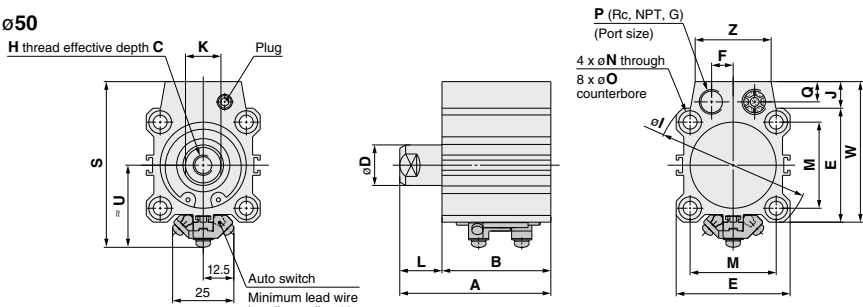 ø50
H thread effective depth C
K
Plug
S
≈ U
12.5
25
Auto switch
Minimum lead wire
øD
L
B
A
P (Rc, NPT, G)
(Port size)
Z
F
4 x øN through
8 x øO
counterbore
øI
Q
J
M
E
W
M
E